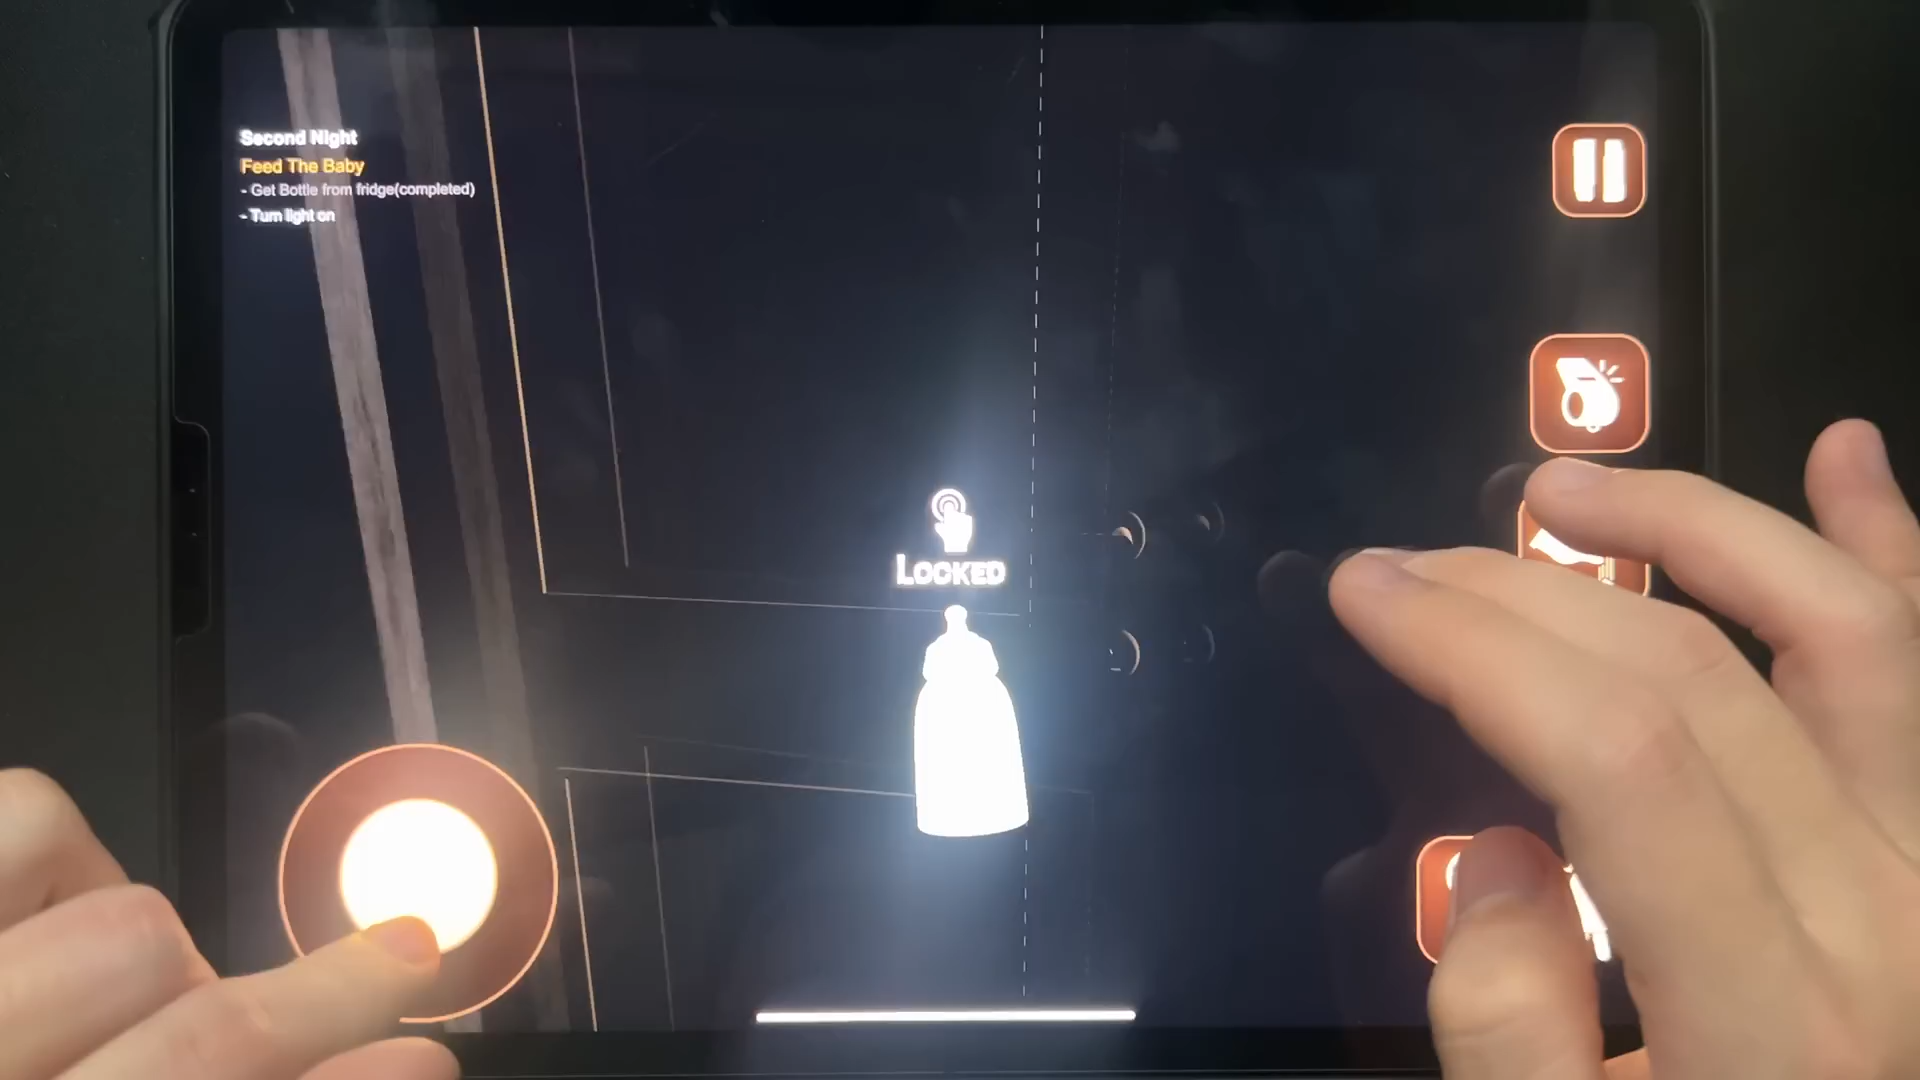 Second Night
Feed The Baby
- Get Bottle from fridge(completed)
- Turn light on
LOCKED